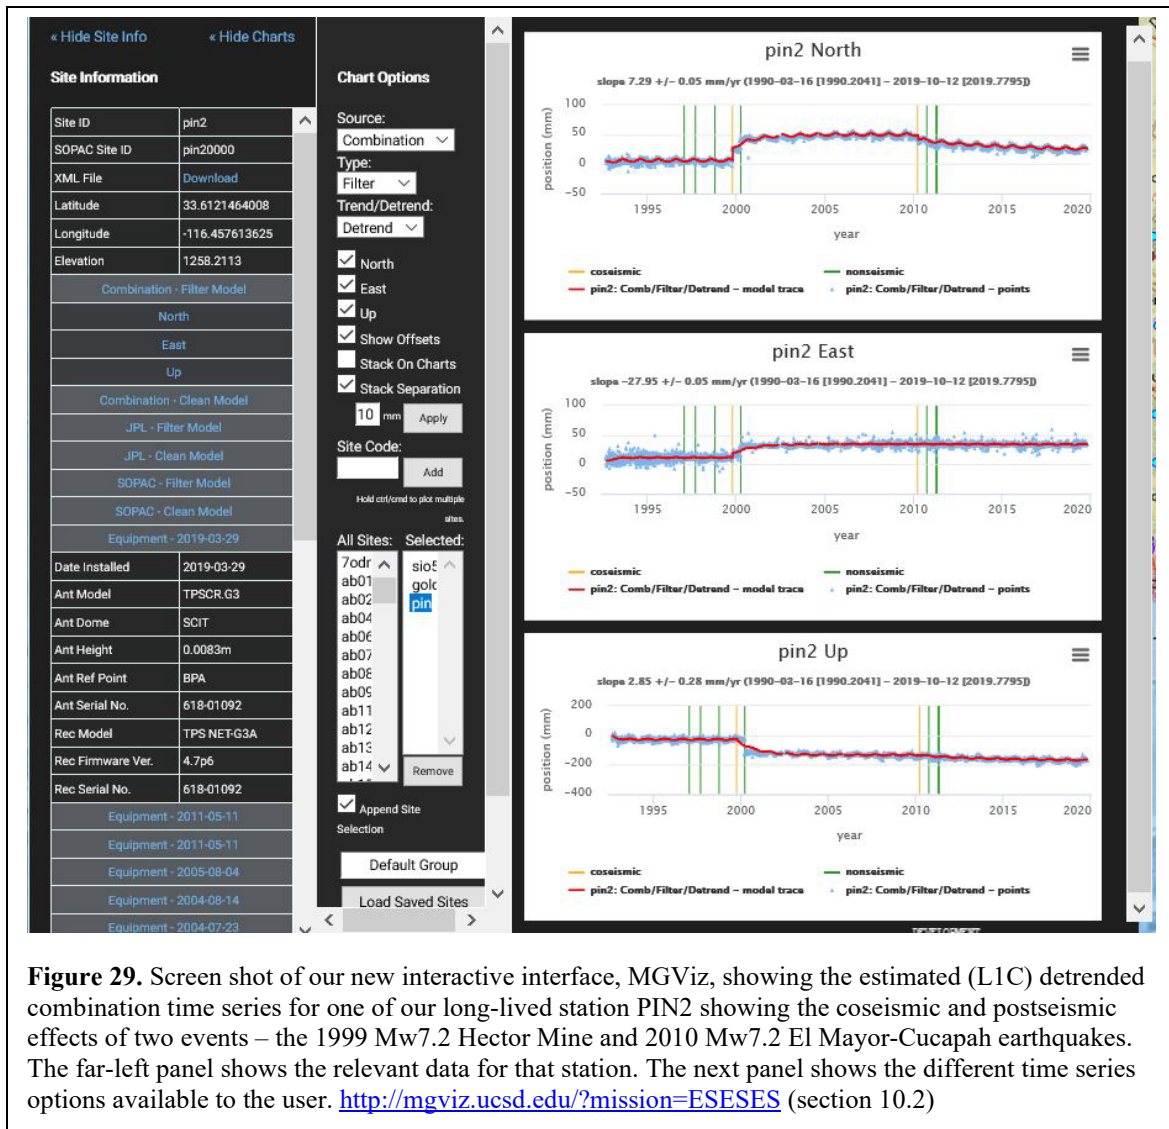 « Hide Site Info
« Hide Charts
Site Information
Site ID pin2
SOPAC Site ID pin20000
XML File Download
Latitude 33.6121464008
Longitude -116.457613625
Elevation 1258.2113
Combination - Filter Model
North
East
Up
Combination - Clean Model
JPL - Filter Model
JPL - Clean Model
SOPAC - Filter Model
SOPAC - Clean Model
Equipment - 2019-03-29
Date Installed 2019-03-29
Ant Model TPSCR.G3
Ant Dome SCIT
Ant Height 0.0083m
Ant Ref Point BPA
Ant Serial No. 618-01092
Rec Model TPS NET-G3A
Rec Firmware Ver. 4.7p6
Rec Serial No. 618-01092
Equipment - 2011-05-11
Equipment - 2011-05-11
Equipment - 2005-08-04
Equipment - 2004-08-14
Equipment - 2004-07-23
Chart Options
Source:
Combination
Type:
Filter
Trend/Detrend:
Detrend
North
East
Up
Show Offsets
Stack On Charts
Stack Separation
10 mm Apply
Site Code:
Add
Hold ctrl/cmd to plot multiple
sites.
All Sites: Selected:
7odr
ab01
ab02
ab04
ab06
ab07
ab08
ab09
ab11
ab12
ab13
ab14
sio5
golc
pin
Remove
Append Site
Selection
Default Group
Load Saved Sites
pin2 North
slope 7.29 +/- 0.05 mm/yr (1990-03-16 [1990.2041] - 2019-10-12 [2019.7795])
position (mm)
100
50
0
-50
1995 2000 2005 2010 2015 2020
year
coseismic
nonseismic
pin2: Comb/Filter/Detrend - model trace
pin2: Comb/Filter/Detrend - points
pin2 East
slope -27.95 +/- 0.05 mm/yr (1990-03-16 [1990.2041] - 2019-10-12 [2019.7795])
position (mm)
100
50
0
-50
1995 2000 2005 2010 2015 2020
year
coseismic
nonseismic
pin2: Comb/Filter/Detrend - model trace
pin2: Comb/Filter/Detrend - points
pin2 Up
slope 2.85 +/- 0.28 mm/yr (1990-03-16 [1990.2041] - 2019-10-12 [2019.7795])
position (mm)
200
0
-200
-400
1995 2000 2005 2010 2015 2020
year
coseismic
nonseismic
pin2: Comb/Filter/Detrend - model trace
pin2: Comb/Filter/Detrend - points
DEVELOPMENT
Figure 29. Screen shot of our new interactive interface, MGViz, showing the estimated (L1C) detrended
combination time series for one of our long-lived station PIN2 showing the coseismic and postseismic
effects of two events – the 1999 Mw7.2 Hector Mine and 2010 Mw7.2 El Mayor-Cucapah earthquakes.
The far-left panel shows the relevant data for that station. The next panel shows the different time series
options available to the user. http://mgviz.ucsd.edu/?mission=ESESES (section 10.2)